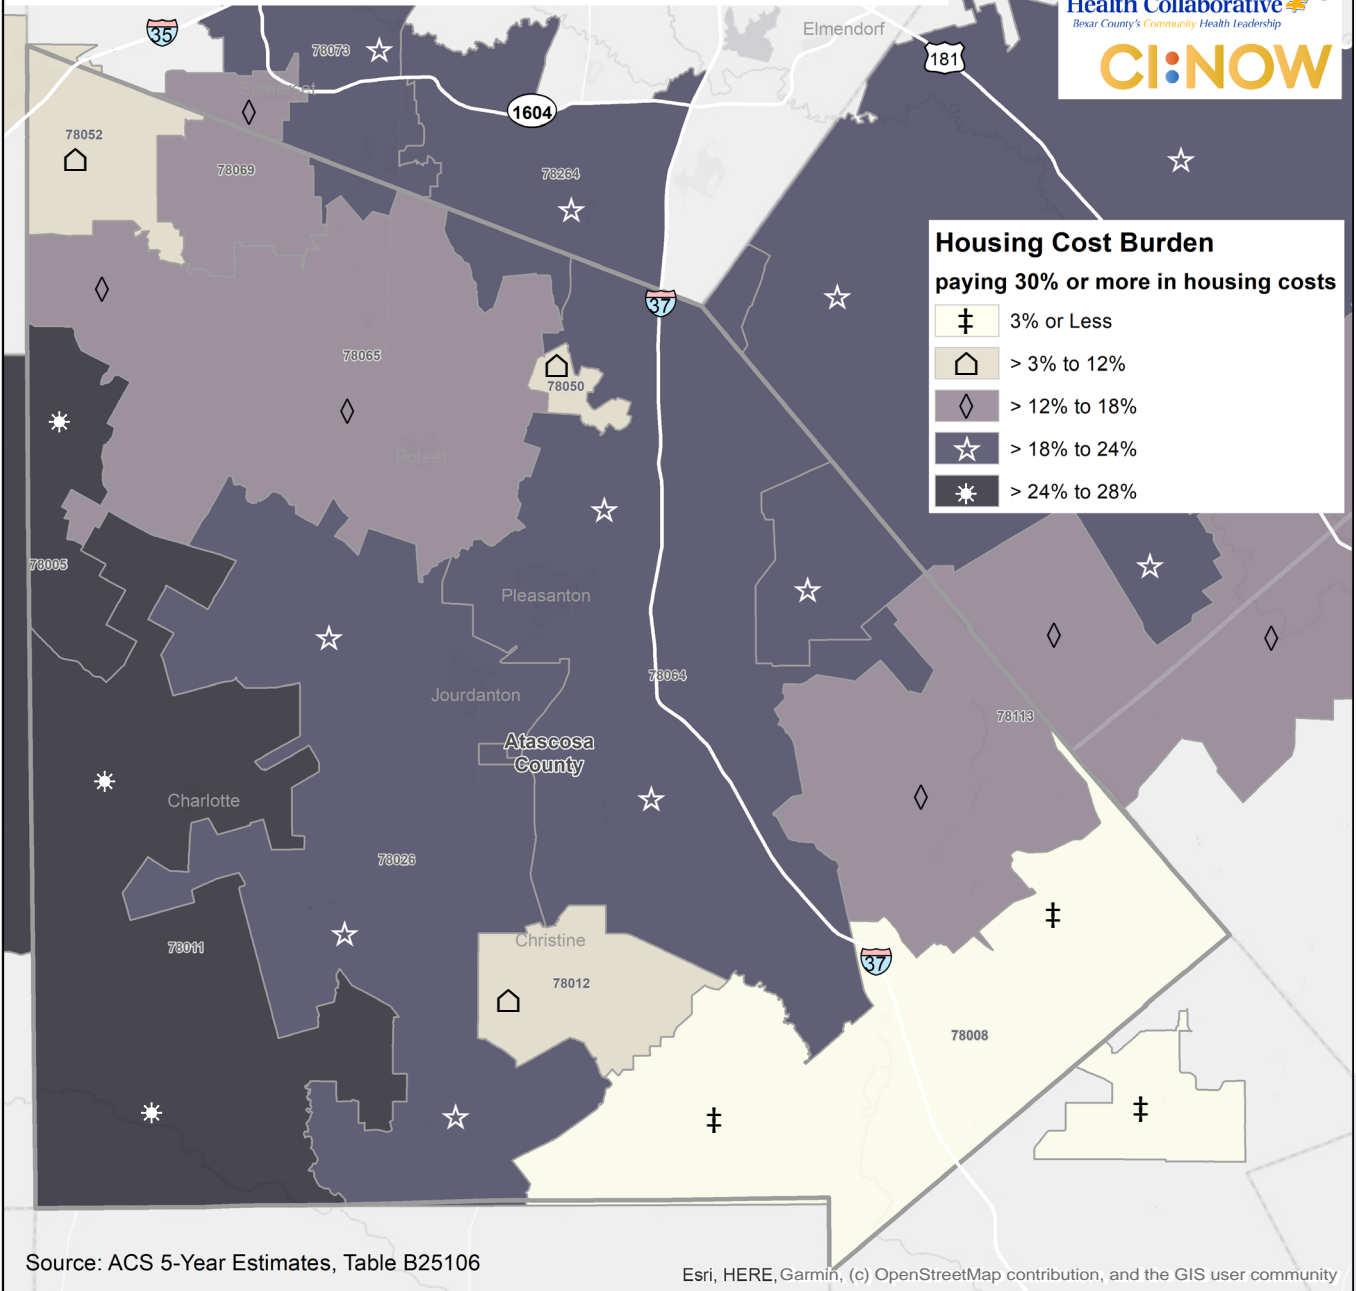 Health Collaborative
Bexar County's Community Health Leadership
CI:NOW
35
78073
Elmendorf
181
Somerset
1604
78052
78069
78264
Housing Cost Burden
paying 30% or more in housing costs
3% or Less
> 3% to 12%
> 12% to 18%
> 18% to 24%
> 24% to 28%
37
78065
78050
Poteet
78005
Pleasanton
78064
Jourdanton
78113
Atascosa
County
Charlotte
78026
78011
Christine
37
78012
78008
Source: ACS 5-Year Estimates, Table B25106
Esri, HERE, Garmin, (c) OpenStreetMap contribution, and the GIS user community